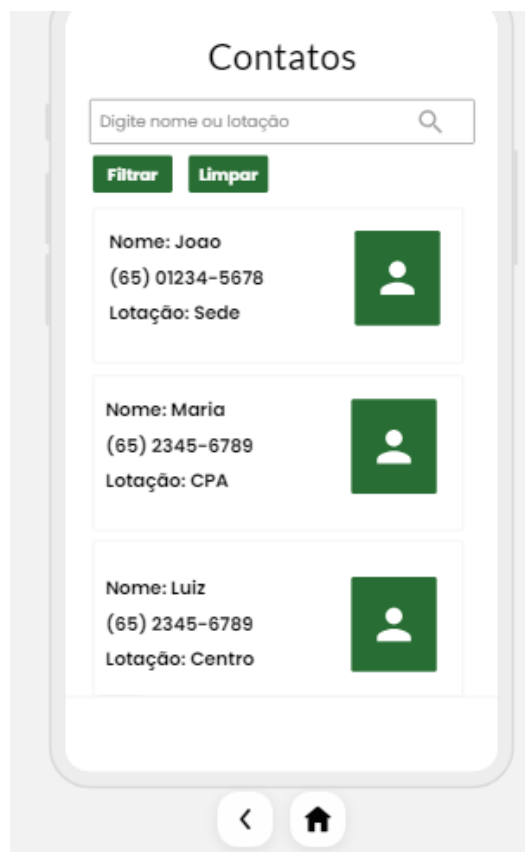 Contatos
Digite nome ou lotação
Filtrar Limpar
Nome: Joao
(65) 01234-5678
Lotação: Sede
Nome: Maria
(65) 2345-6789
Lotação: CPA
Nome: Luiz
(65) 2345-6789
Lotação: Centro